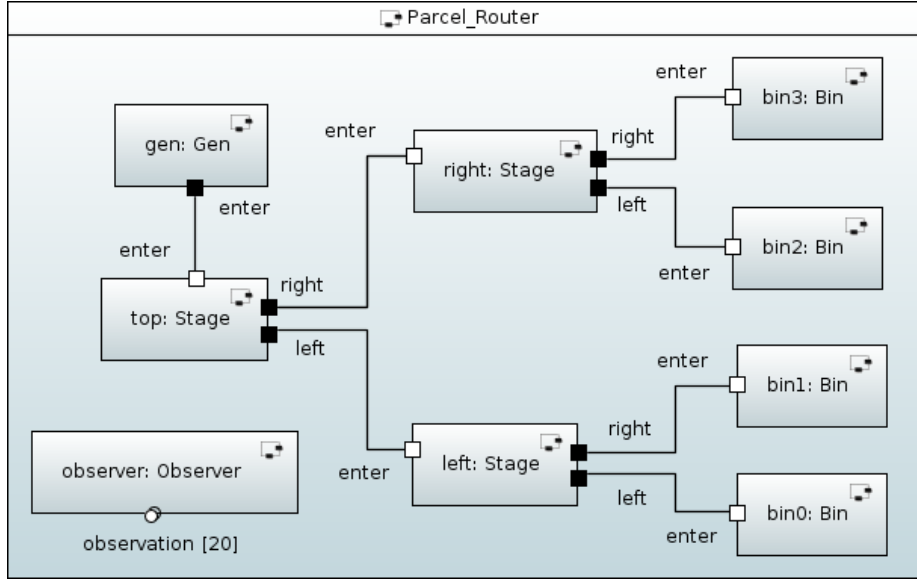 Parcel_Router
gen: Gen
enter
enter
top: Stage
right
left
enter
right: Stage
right
left
enter
bin3: Bin
bin2: Bin
enter
enter
left: Stage
right
left
enter
bin1: Bin
bin0: Bin
enter
observer: Observer
observation [20]